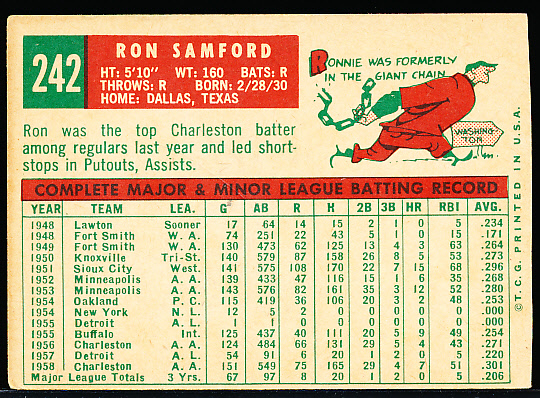 242
RON SAMFORD
HT: 5'10" WT: 160 BATS: R
THROWS: R BORN: 2/28/30
HOME: DALLAS, TEXAS
RONNIE WAS FORMERLY
IN THE GIANT CHAIN
WASHING
TON
Ron was the top Charleston batter
among regulars last year and led short-
stops in Putouts, Assists.
COMPLETE MAJOR & MINOR LEAGUE BATTING RECORD
YEAR TEAM LEA. G AB R H 2B 3B HR RBI AVG.
1948 Lawton Sooner 17 64 14 15 2 1 0 5 .234
1948 Fort Smith W. A. 74 251 22 43 5 1 0 15 .171
1949 Fort Smith W. A. 130 473 62 125 13 4 3 63 .264
1950 Knoxville Tri-St. 140 579 87 158 26 8 5 53 .273
1951 Sioux City West. 141 575 108 170 22 7 15 68 .296
1952 Minneapolis A. A. 139 433 47 116 15 1 6 35 .268
1953 Minneapolis A. A. 143 576 82 161 35 3 12 52 .280
1954 Oakland P. C. 115 419 36 106 20 3 2 48 .253
1954 New York N. L. 12 5 2 0 0 0 0 0 .000
1955 Detroit A. L. 1 1 0 0 0 0 0 0 .000
1955 Buffalo Int. 125 437 40 111 20 5 9 49 .254
1956 Charleston A. A. 124 484 66 131 29 5 4 43 .271
1957 Detroit A. L. 54 91 6 20 1 2 0 5 .220
1958 Charleston A. A. 151 549 75 165 29 4 7 51 .301
Major League Totals 3 Yrs. 67 97 8 20 1 2 0 5 .206
© T. C. G. PRINTED IN U.S.A.